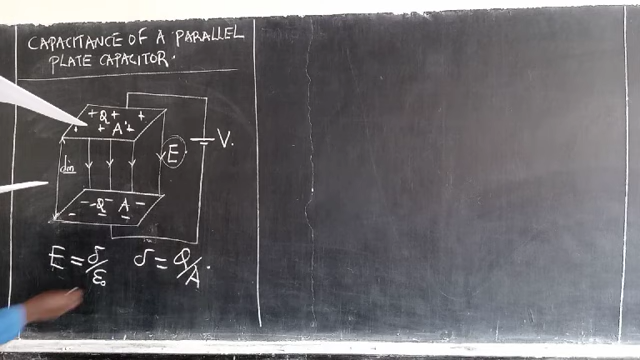 CAPACITANCE OF A PARALLEL
PLATE CAPACITOR.
+ Q + +
+ + A + +
V.
E
- - Q - A -
- - -
E = δ/ε₀ δ = Q/A.